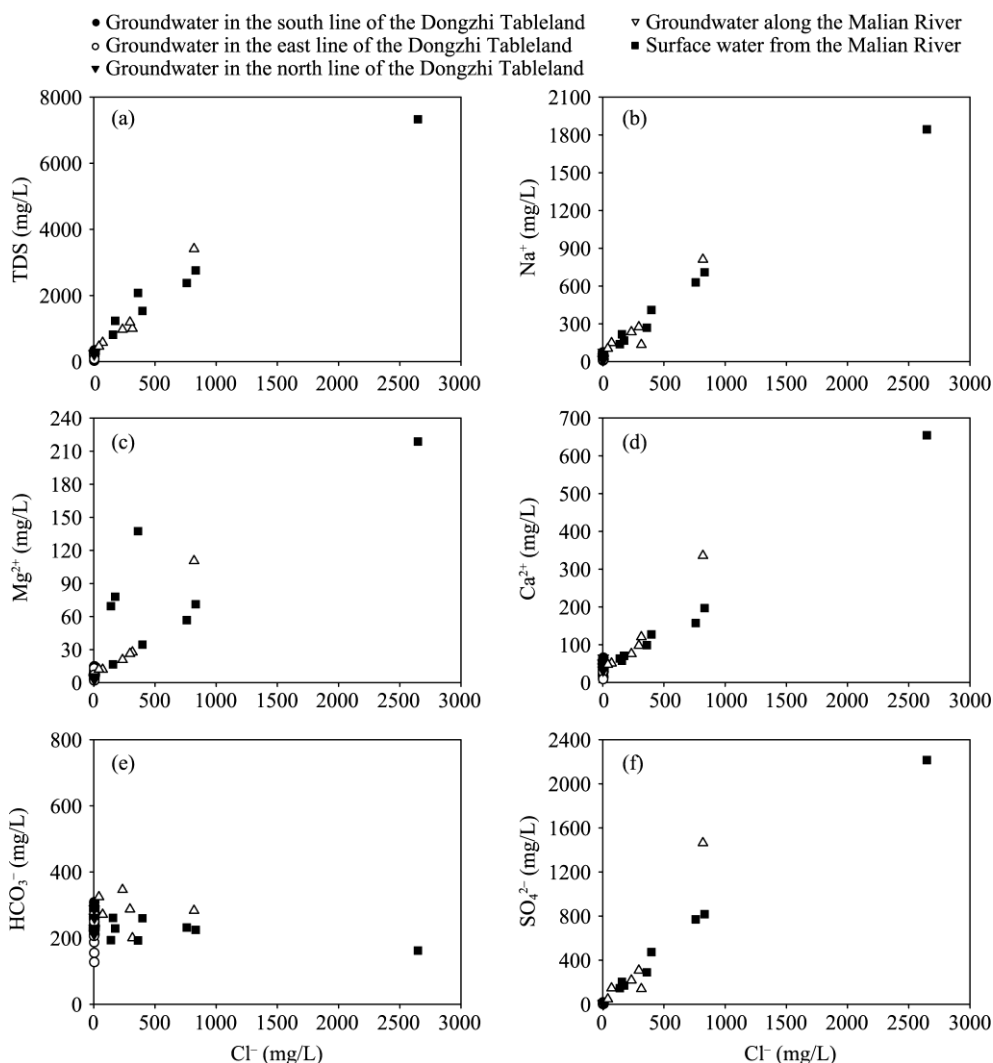 ● Groundwater in the south line of the Dongzhi Tableland
○ Groundwater in the east line of the Dongzhi Tableland
▼ Groundwater in the north line of the Dongzhi Tableland
▽ Groundwater along the Malian River
■ Surface water from the Malian River
(a)
TDS (mg/L)
8000
6000
4000
2000
0
0 500 1000 1500 2000 2500 3000
(b)
Na⁺ (mg/L)
2100
1800
1500
1200
900
600
300
0
0 500 1000 1500 2000 2500 3000
(c)
Mg²⁺ (mg/L)
240
210
180
150
120
90
60
30
0
0 500 1000 1500 2000 2500 3000
(d)
Ca²⁺ (mg/L)
700
600
500
400
300
200
100
0
0 500 1000 1500 2000 2500 3000
(e)
HCO₃⁻ (mg/L)
800
600
400
200
0
0 500 1000 1500 2000 2500 3000
Cl⁻ (mg/L)
(f)
SO₄²⁻ (mg/L)
2400
2000
1600
1200
800
400
0
0 500 1000 1500 2000 2500 3000
Cl⁻ (mg/L)